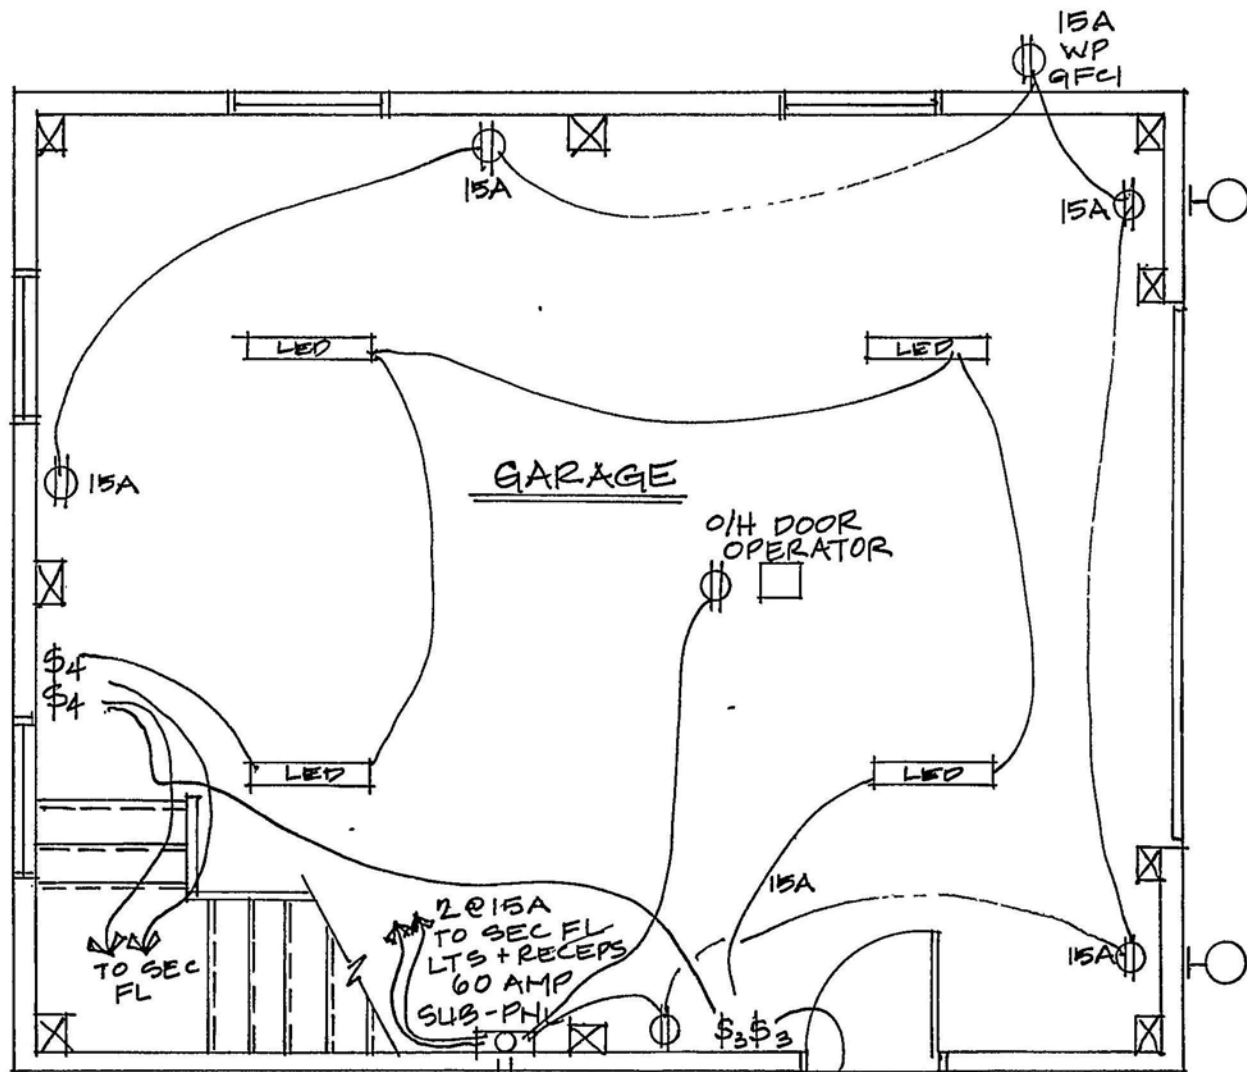 15A
WP
GFCI
15A
15A
LED
LED
15A
GARAGE
O/H DOOR
OPERATOR
$4
$4
LED
LED
15A
2 @ 15A
TO SEC FL
LTS + RECEPS
60 AMP
SUB-PNL
TO SEC
FL
15A
$3 $3